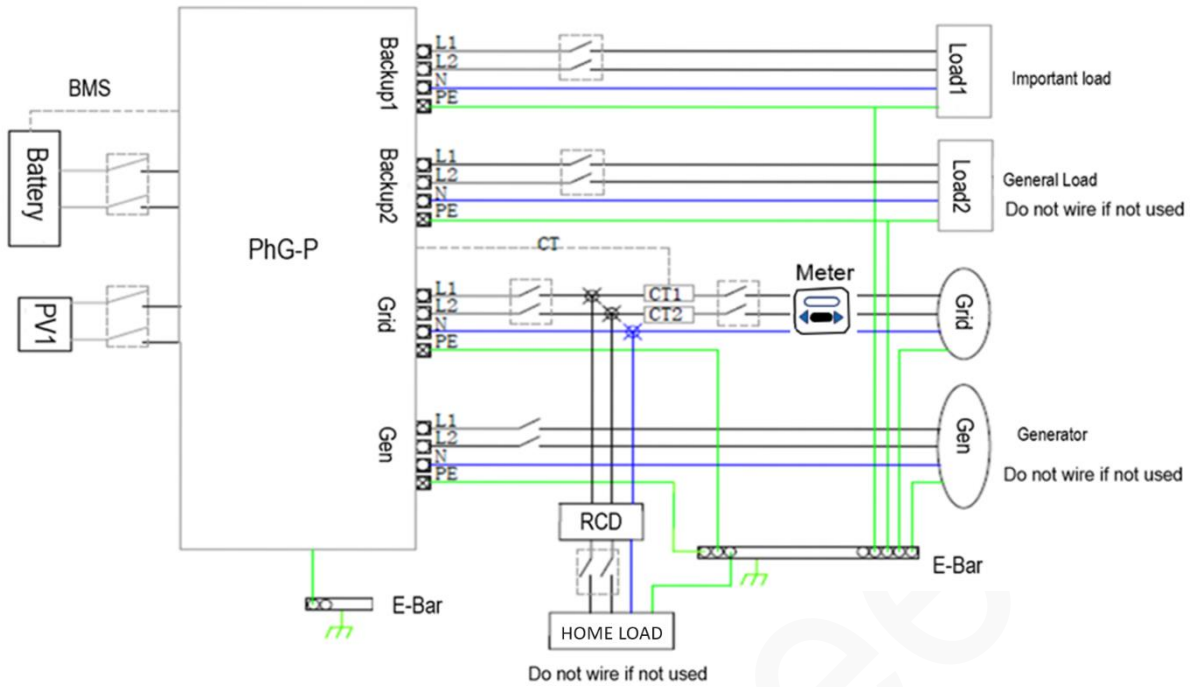 BMS
Battery
PV1
PhG-P
Backup1
L1
L2
N
PE
Load1
Important load
Backup2
L1
L2
N
PE
Load2
General Load
Do not wire if not used
CT
Grid
L1
L2
N
PE
CT1
CT2
Meter
Grid
Gen
L1
L2
N
PE
Gen
Generator
Do not wire if not used
RCD
E-Bar
E-Bar
HOME LOAD
Do not wire if not used